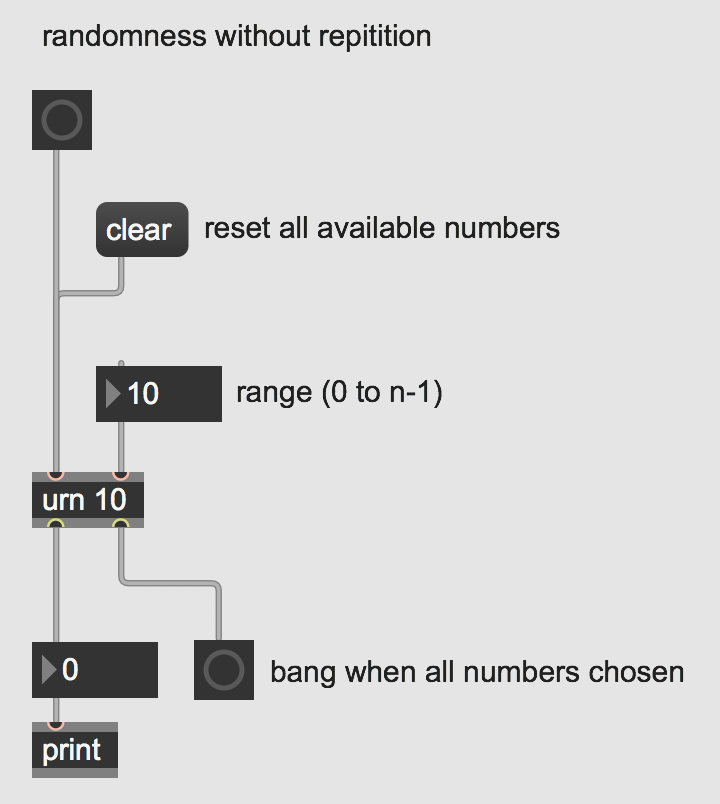 randomness without repitition
clear
reset all available numbers
10
range (0 to n-1)
urn 10
0
bang when all numbers chosen
print